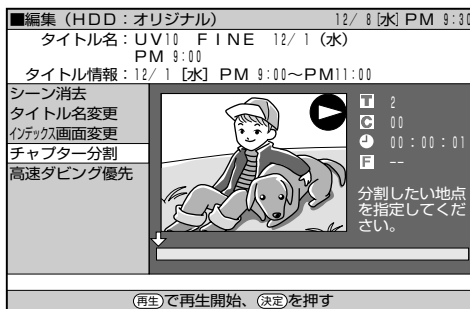 ■編集（HDD：オリジナル） 12/ 8[水]PM 9:30
タイトル名：UV10 FINE 12/ 1（水）
PM 9:00
タイトル情報：12/ 1 [水] PM 9:00～PM11:00
シーン消去
タイトル名変更
インデックス画面変更
チャプター分割
高速ダビング優先
T 2
C 00
00：00：01
F --
分割したい地点
を指定してくだ
さい。
再生で再生開始、決定を押す